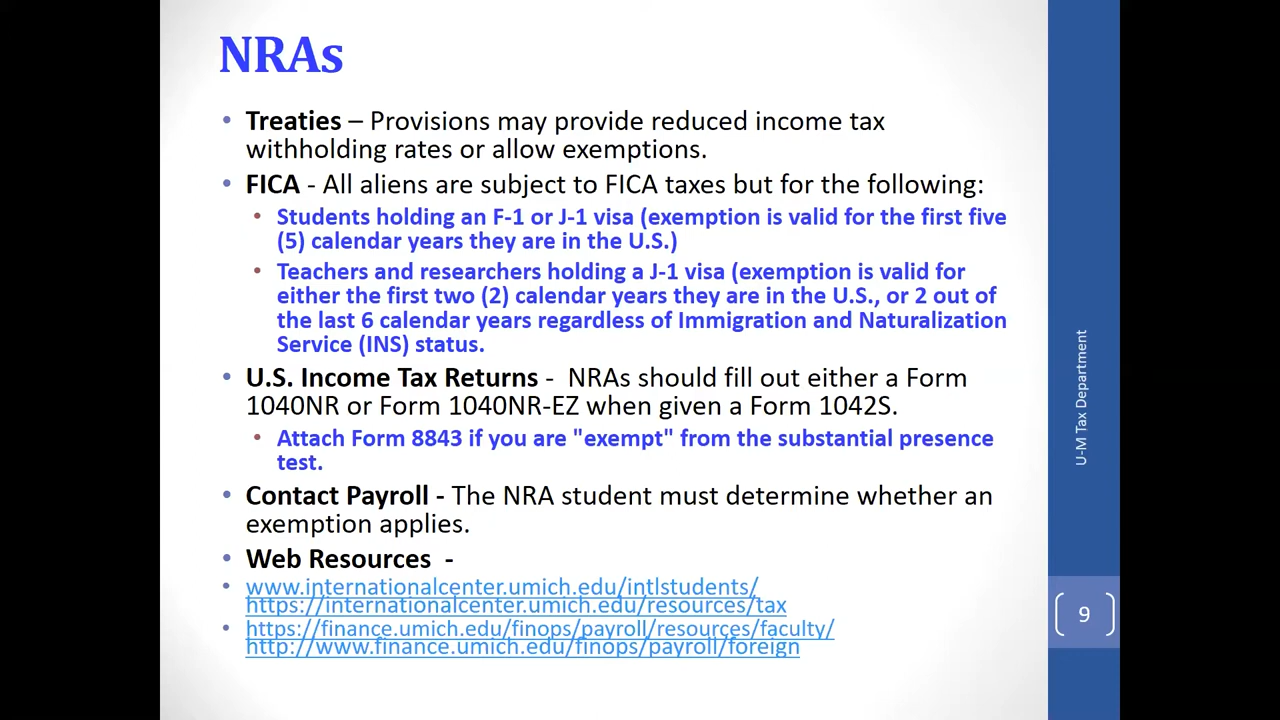 NRAs
• Treaties – Provisions may provide reduced income tax
withholding rates or allow exemptions.
• FICA - All aliens are subject to FICA taxes but for the following:
• Students holding an F-1 or J-1 visa (exemption is valid for the first five
(5) calendar years they are in the U.S.)
• Teachers and researchers holding a J-1 visa (exemption is valid for
either the first two (2) calendar years they are in the U.S., or 2 out of
the last 6 calendar years regardless of Immigration and Naturalization
Service (INS) status.
• U.S. Income Tax Returns - NRAs should fill out either a Form
1040NR or Form 1040NR-EZ when given a Form 1042S.
• Attach Form 8843 if you are "exempt" from the substantial presence
test.
• Contact Payroll - The NRA student must determine whether an
exemption applies.
• Web Resources -
• www.internationalcenter.umich.edu/intlstudents/
https://internationalcenter.umich.edu/resources/tax
• https://finance.umich.edu/finops/payroll/resources/faculty/
http://www.finance.umich.edu/finops/payroll/foreign
U-M Tax Department
9